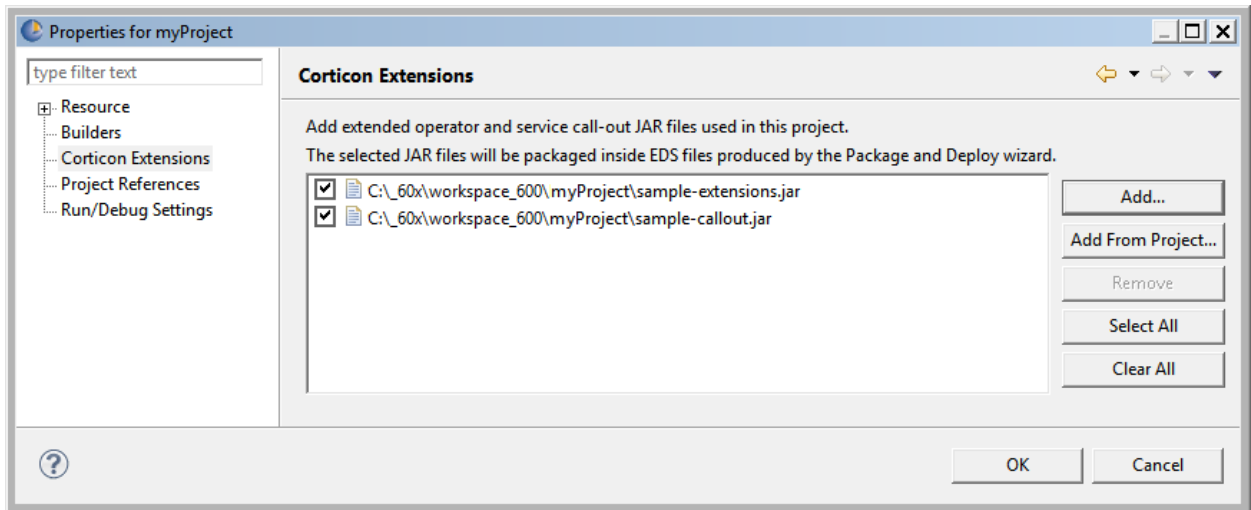 Properties for myProject
type filter text
Resource
Builders
Corticon Extensions
Project References
Run/Debug Settings
Corticon Extensions
Add extended operator and service call-out JAR files used in this project.
The selected JAR files will be packaged inside EDS files produced by the Package and Deploy wizard.
C:\_60x\workspace_600\myProject\sample-extensions.jar
C:\_60x\workspace_600\myProject\sample-callout.jar
Add...
Add From Project...
Remove
Select All
Clear All
?
OK
Cancel